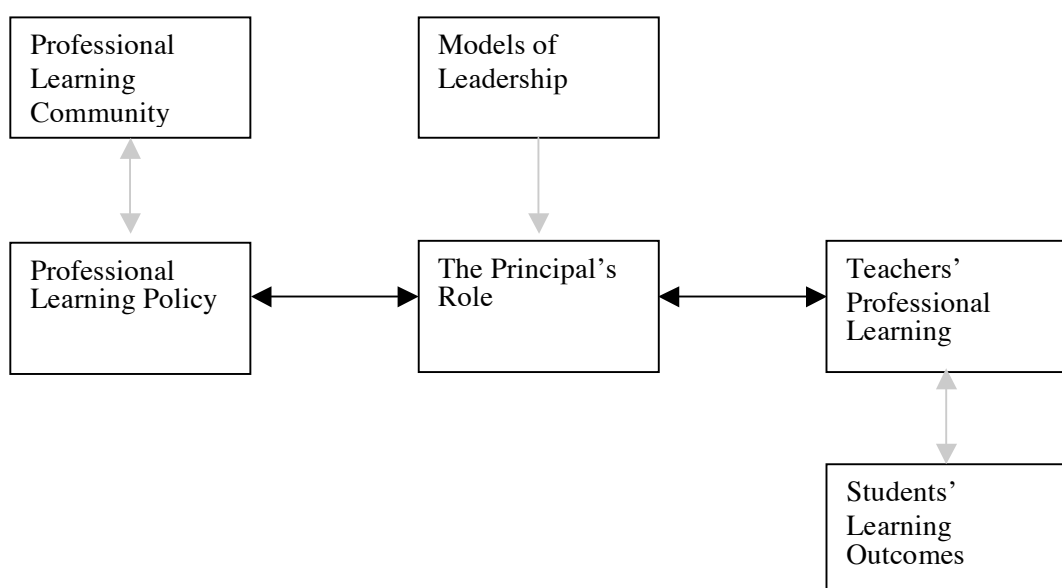 Professional
Learning
Community
Models of
Leadership
Professional
Learning Policy
The Principal’s
Role
Teachers’
Professional
Learning
Students’
Learning
Outcomes